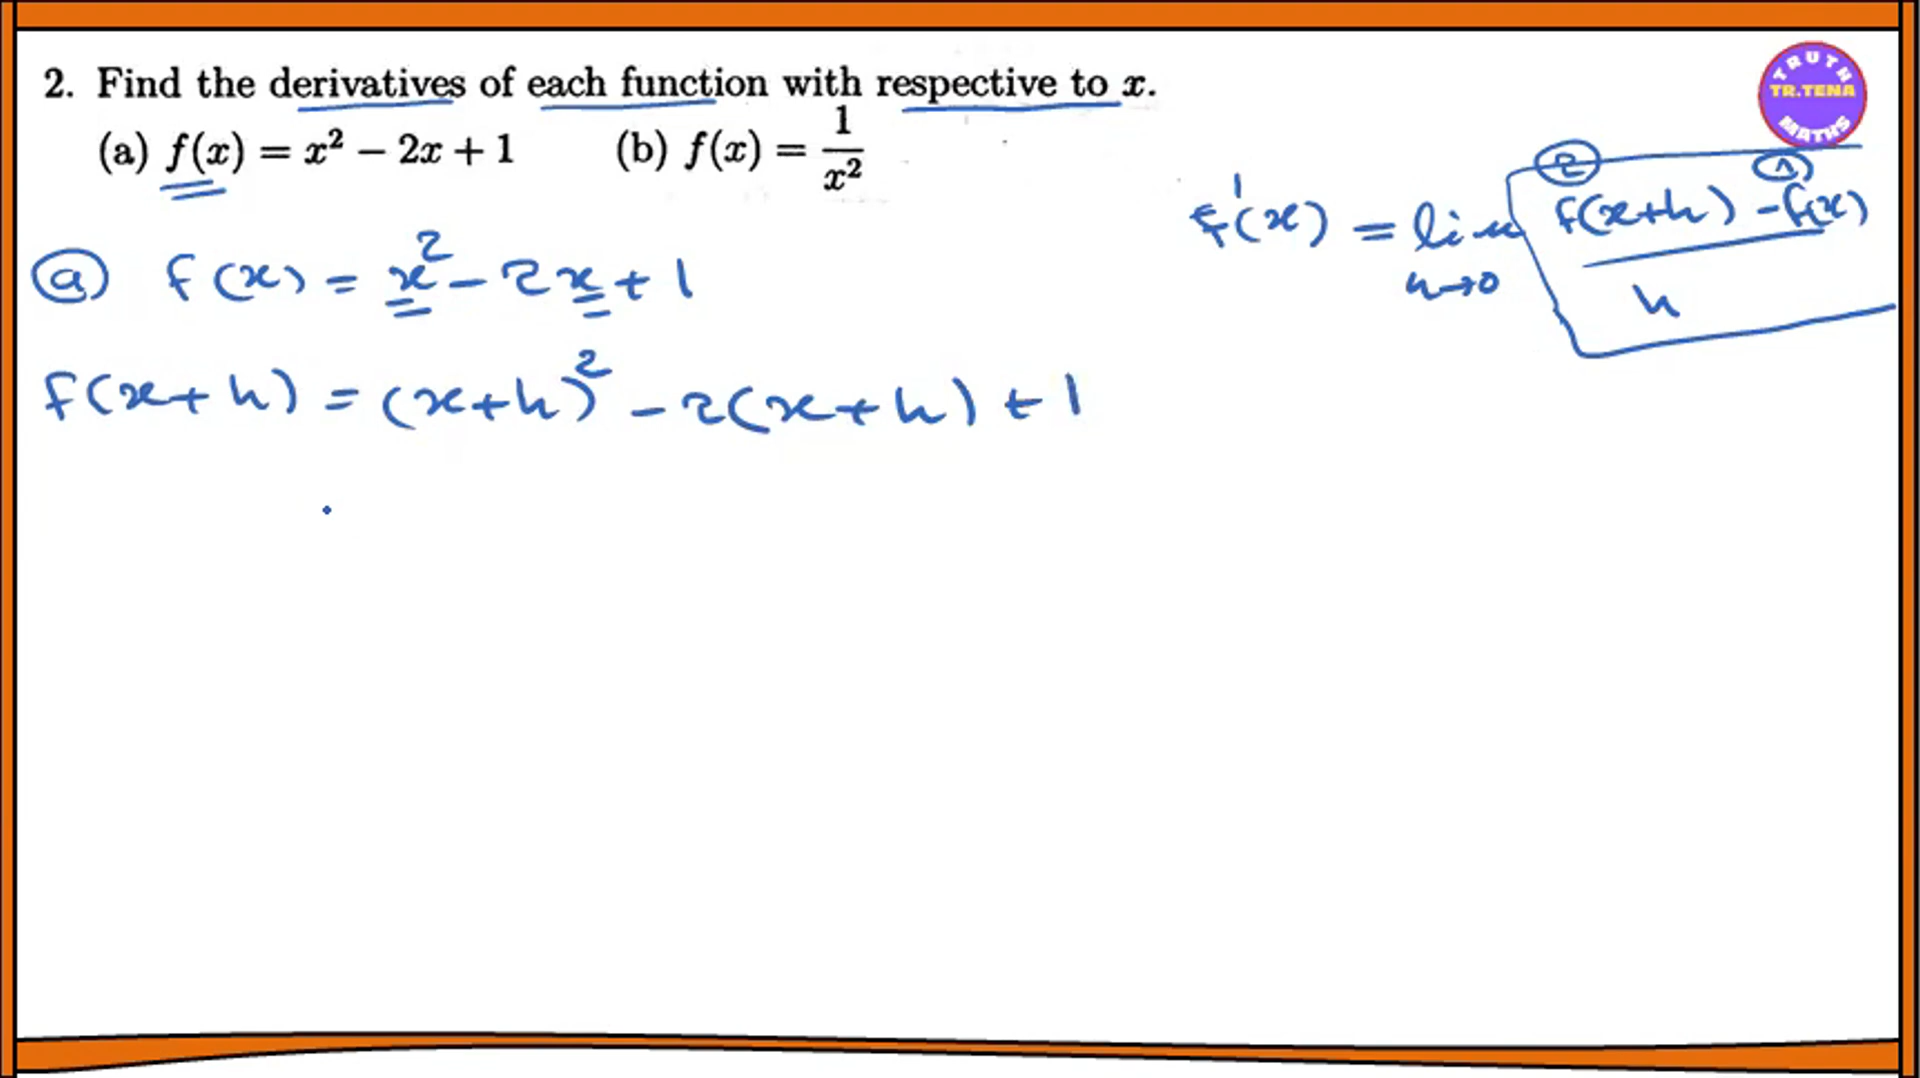 2. Find the derivatives of each function with respective to x.
(a) f(x) = x² − 2x + 1 (b) f(x) = 1/x²
TRUTH
TR.TENA
MATHS
f'(x) = lim h→0 f(x+h) - f(x) / h
② ①
ⓐ f(x) = x² - 2x + 1
f(x+h) = (x+h)² - 2(x+h) + 1